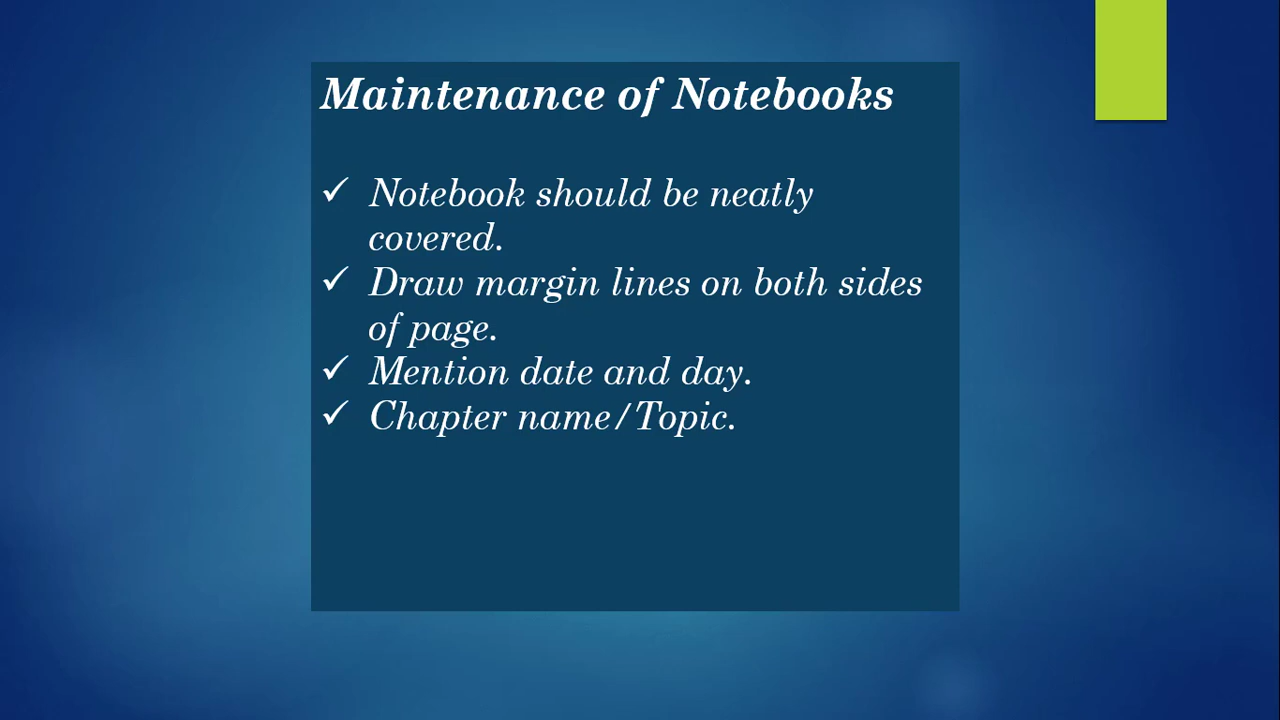 Maintenance of Notebooks
✓ Notebook should be neatly
covered.
✓ Draw margin lines on both sides
of page.
✓ Mention date and day.
✓ Chapter name/Topic.